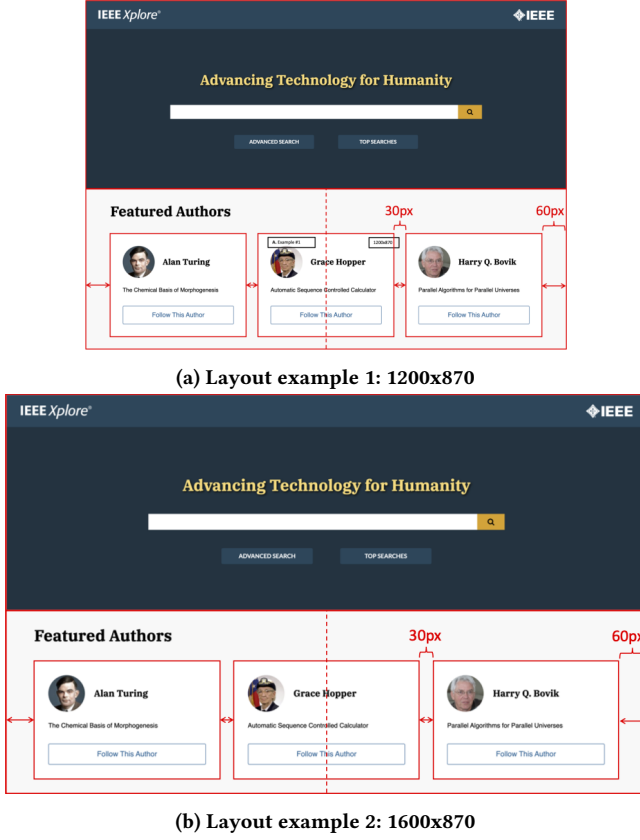 IEEE Xplore® IEEE
Advancing Technology for Humanity
ADVANCED SEARCH TOP SEARCHES
Featured Authors 30px 60px
A. Example #1 1200x870
Alan Turing Grace Hopper Harry Q. Bovik
The Chemical Basis of Morphogenesis Automatic Sequence Controlled Calculator Parallel Algorithms for Parallel Universes
Follow This Author Follow This Author Follow This Author
(a) Layout example 1: 1200x870
IEEE Xplore® IEEE
Advancing Technology for Humanity
ADVANCED SEARCH TOP SEARCHES
Featured Authors 30px 60px
Alan Turing Grace Hopper Harry Q. Bovik
The Chemical Basis of Morphogenesis Automatic Sequence Controlled Calculator Parallel Algorithms for Parallel Universes
Follow This Author Follow This Author Follow This Author
(b) Layout example 2: 1600x870